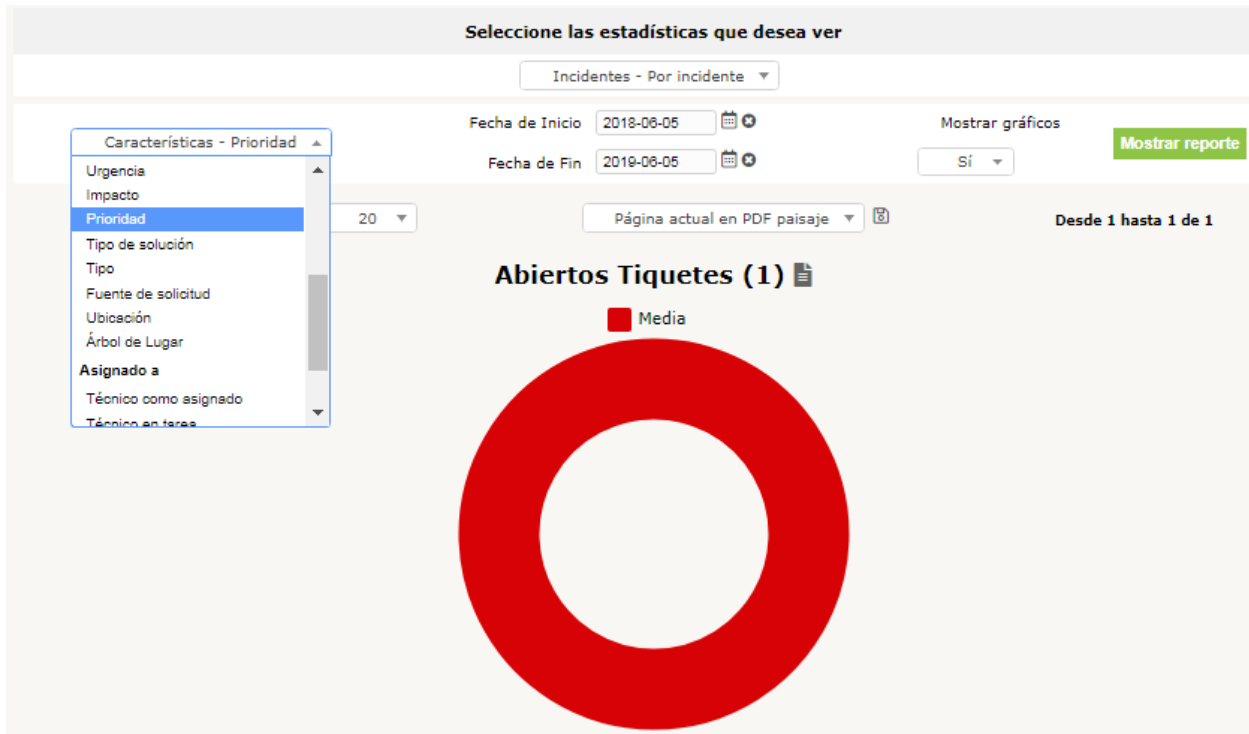 Seleccione las estadísticas que desea ver
Incidentes - Por incidente
Características - Prioridad
Urgencia
Impacto
Prioridad
Tipo de solución
Tipo
Fuente de solicitud
Ubicación
Árbol de Lugar
Asignado a
Técnico como asignado
Técnico en tarea
Fecha de Inicio 2018-06-05
Fecha de Fin 2019-06-05
Mostrar gráficos
Sí
Mostrar reporte
20
Página actual en PDF paisaje
Desde 1 hasta 1 de 1
Abiertos Tiquetes (1)
Media